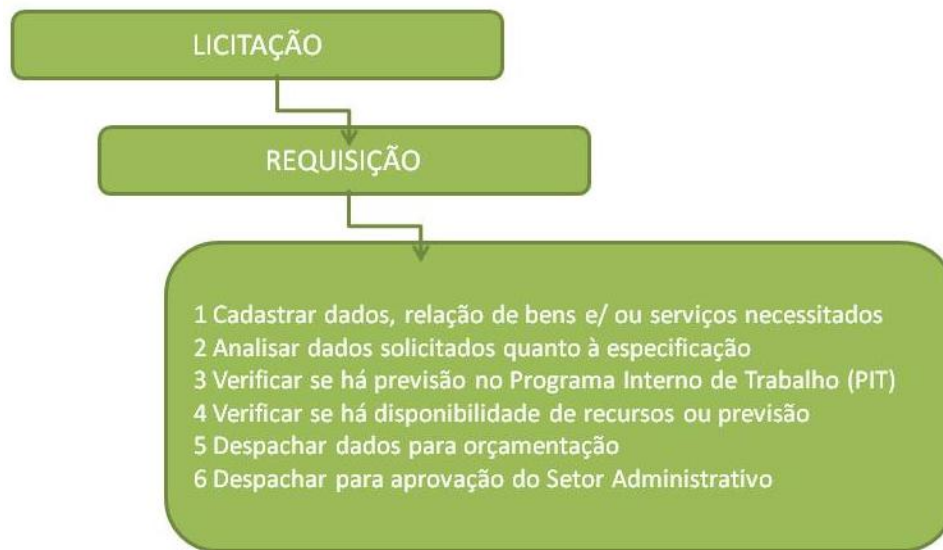 LICITAÇÃO
REQUISIÇÃO
1 Cadastrar dados, relação de bens e/ ou serviços necessitados
2 Analisar dados solicitados quanto à especificação
3 Verificar se há previsão no Programa Interno de Trabalho (PIT)
4 Verificar se há disponibilidade de recursos ou previsão
5 Despachar dados para orçamentação
6 Despachar para aprovação do Setor Administrativo